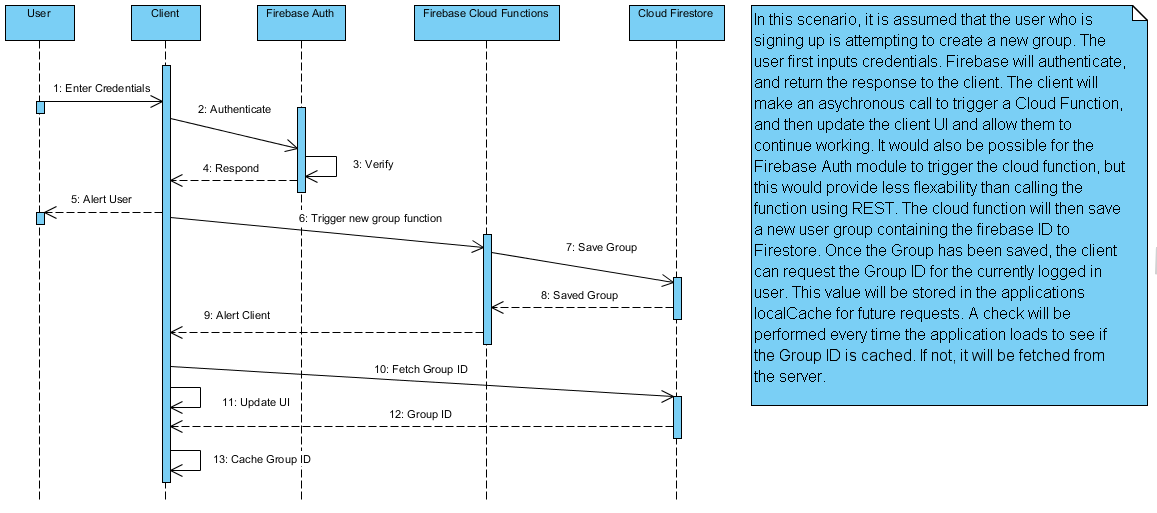 User
Client
Firebase Auth
Firebase Cloud Functions
Cloud Firestore
1: Enter Credentials
2: Authenticate
3: Verify
4: Respond
5: Alert User
6: Trigger new group function
7: Save Group
8: Saved Group
9: Alert Client
10: Fetch Group ID
11: Update UI
12: Group ID
13: Cache Group ID
In this scenario, it is assumed that the user who is
signing up is attempting to create a new group. The
user first inputs credentials. Firebase will authenticate,
and return the response to the client. The client will
make an asychronous call to trigger a Cloud Function,
and then update the client UI and allow them to
continue working. It would also be possible for the
Firebase Auth module to trigger the cloud function, but
this would provide less flexability than calling the
function using REST. The cloud function will then save
a new user group containing the firebase ID to
Firestore. Once the Group has been saved, the client
can request the Group ID for the currently logged in
user. This value will be stored in the applications
localCache for future requests. A check will be
performed every time the application loads to see if
the Group ID is cached. If not, it will be fetched from
the server.